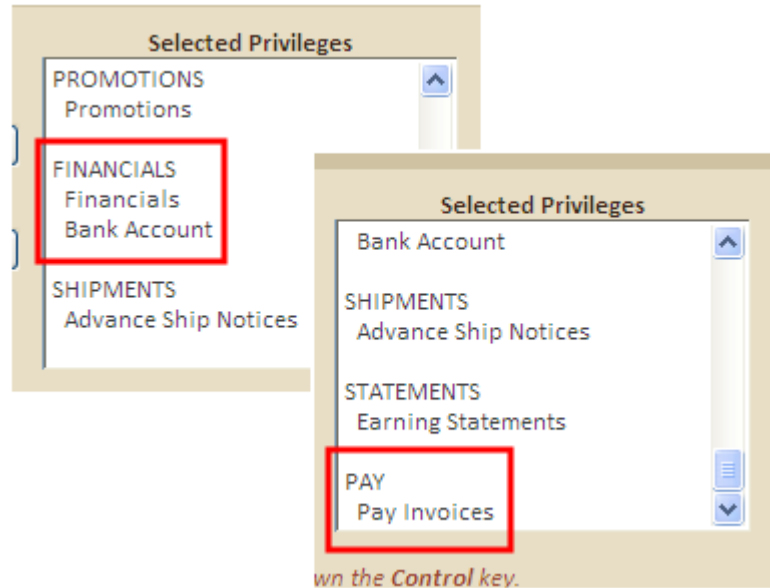 Selected Privileges
PROMOTIONS
Promotions
FINANCIALS
Financials
Bank Account
SHIPMENTS
Advance Ship Notices
Selected Privileges
Bank Account
SHIPMENTS
Advance Ship Notices
STATEMENTS
Earning Statements
PAY
Pay Invoices
wn the Control key.